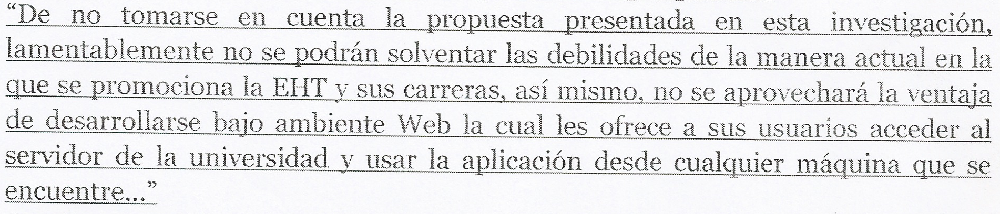 “De no tomarse en cuenta la propuesta presentada en esta investigación,
lamentablemente no se podrán solventar las debilidades de la manera actual en la
que se promociona la EHT y sus carreras, así mismo, no se aprovechará la ventaja
de desarrollarse bajo ambiente Web la cual les ofrece a sus usuarios acceder al
servidor de la universidad y usar la aplicación desde cualquier máquina que se
encuentre...”